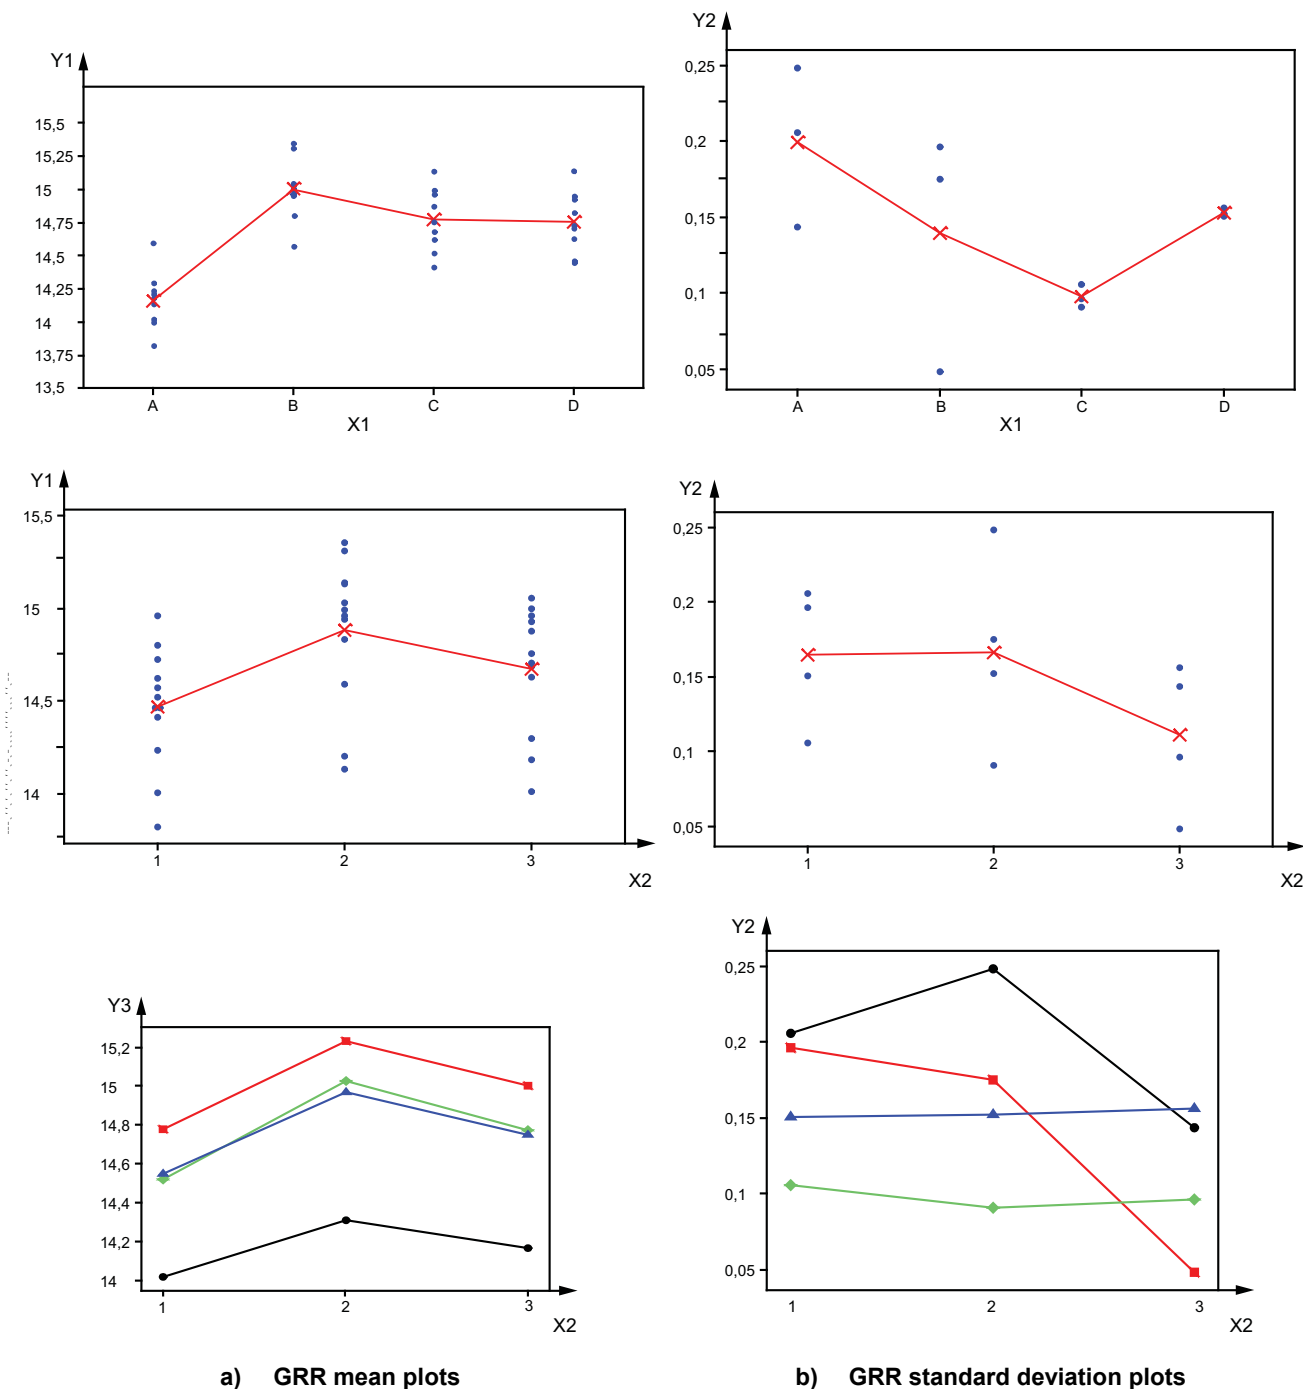 Y1
15,5
15,25
15
14,75
14,5
14,25
14
13,75
13,5
A B C D
X1
Y2
0,25
0,2
0,15
0,1
0,05
A B C D
X1
Y1
15,5
15
14,5
14
1 2 3
X2
Y2
0,25
0,2
0,15
0,1
0,05
1 2 3
X2
Y3
15,2
15
14,8
14,6
14,4
14,2
14
1 2 3
X2
Y2
0,25
0,2
0,15
0,1
0,05
1 2 3
X2
a) GRR mean plots
b) GRR standard deviation plots